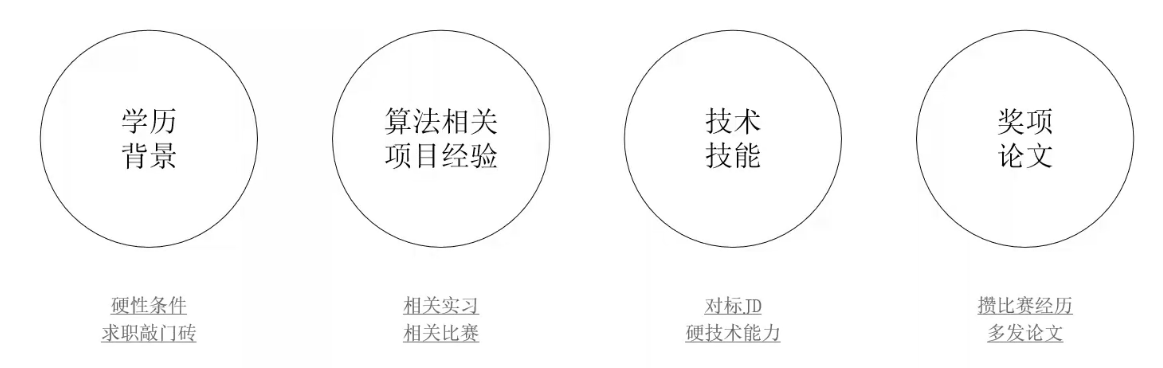 学历
背景
算法相关
项目经验
技术
技能
奖项
论文
硬性条件
求职敲门砖
相关实习
相关比赛
对标JD
硬技术能力
攒比赛经历
多发论文